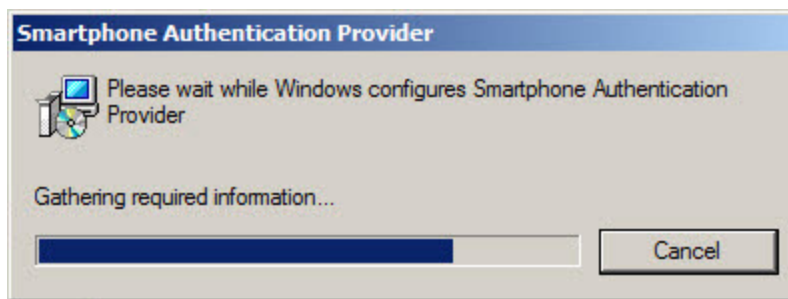 Smartphone Authentication Provider
Please wait while Windows configures Smartphone Authentication
Provider
Gathering required information...
Cancel